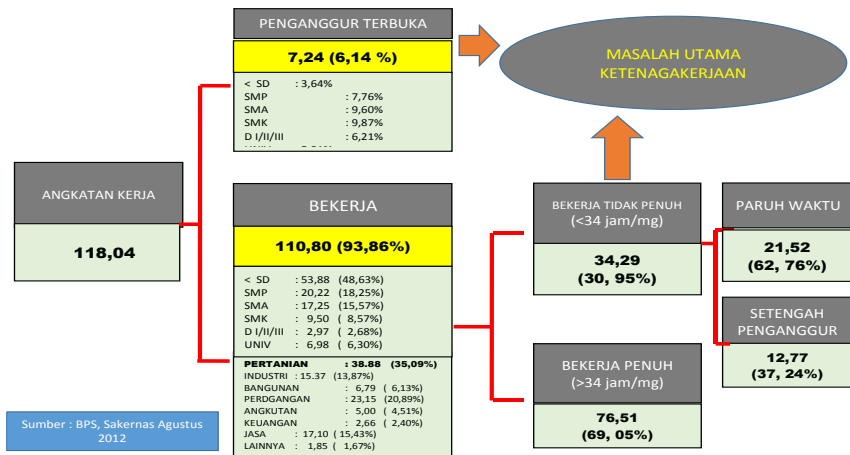 PENGANGGUR TERBUKA
7,24 (6,14 %)
< SD : 3,64%
SMP : 7,76%
SMA : 9,60%
SMK : 9,87%
D I/II/III : 6,21%
MASALAH UTAMA
KETENAGAKERJAAN
ANGKATAN KERJA
118,04
BEKERJA
110,80 (93,86%)
< SD : 53,88 (48,63%)
SMP : 20,22 (18,25%)
SMA : 17,25 (15,57%)
SMK : 9,50 ( 8,57%)
D I/II/III : 2,97 ( 2,68%)
UNIV : 6,98 ( 6,30%)
PERTANIAN : 38.88 (35,09%)
INDUSTRI : 15.37 (13,87%)
BANGUNAN : 6,79 ( 6,13%)
PERDGANGAN : 23,15 (20,89%)
ANGKUTAN : 5,00 ( 4,51%)
KEUANGAN : 2,66 ( 2,40%)
JASA : 17,10 (15,43%)
LAINNYA : 1,85 ( 1,67%)
BEKERJA TIDAK PENUH
(<34 jam/mg)
34,29
(30, 95%)
BEKERJA PENUH
(>34 jam/mg)
76,51
(69, 05%)
PARUH WAKTU
21,52
(62, 76%)
SETENGAH
PENGANGGUR
12,77
(37, 24%)
Sumber : BPS, Sakernas Agustus
2012